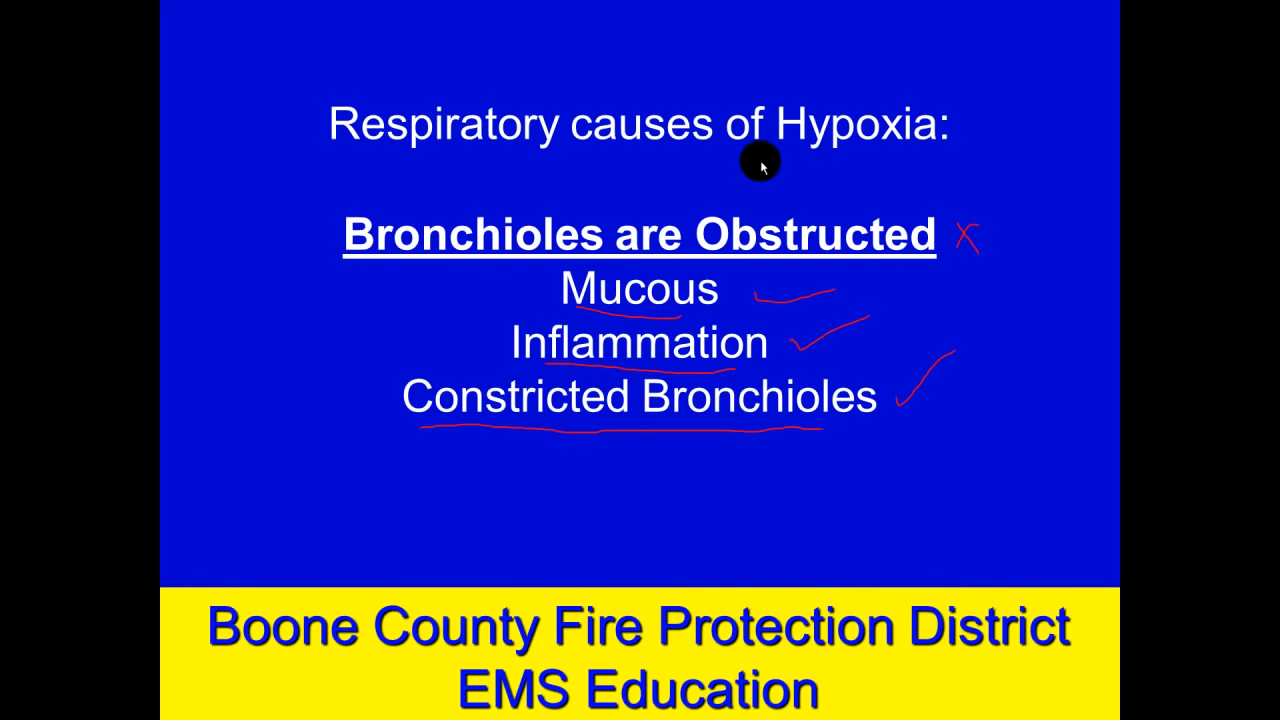 Respiratory causes of Hypoxia:
Bronchioles are Obstructed
Mucous
Inflammation
Constricted Bronchioles
Boone County Fire Protection District
EMS Education